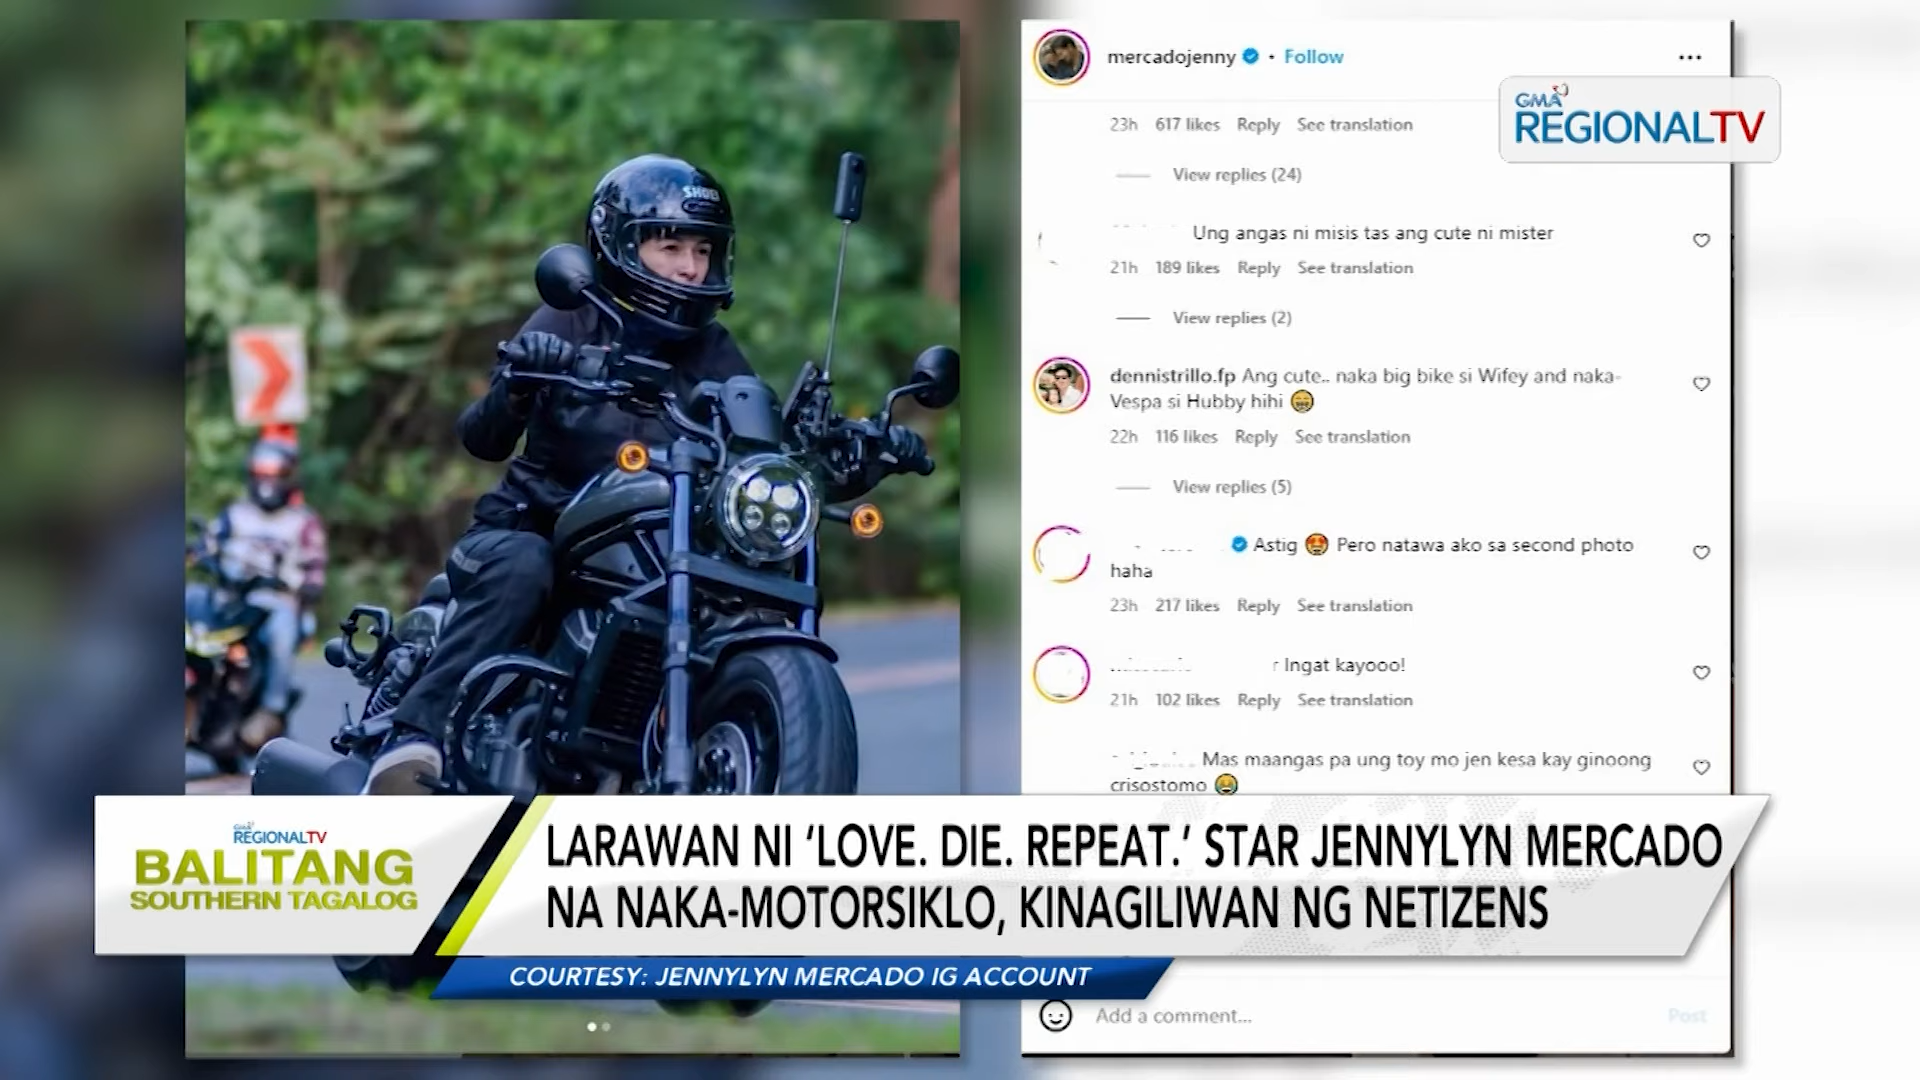 SHOEI
mercadojenny • Follow
GMA
REGIONALTV
23h 617 likes Reply See translation
View replies (24)
Ung angas ni misis tas ang cute ni mister
21h 189 likes Reply See translation
View replies (2)
dennistrillo.fp Ang cute.. naka big bike si Wifey and naka-
Vespa si Hubby hihi 😁
22h 116 likes Reply See translation
View replies (5)
Astig 🤩 Pero natawa ako sa second photo
haha
23h 217 likes Reply See translation
Ingat kayooo!
21h 102 likes Reply See translation
Mas maangas pa ung toy mo jen kesa kay ginoong
crisostomo 😭
GMA
REGIONALTV
BALITANG
SOUTHERN TAGALOG
LARAWAN NI ‘LOVE. DIE. REPEAT.’ STAR JENNYLYN MERCADO
NA NAKA-MOTORSIKLO, KINAGILIWAN NG NETIZENS
COURTESY: JENNYLYN MERCADO IG ACCOUNT
Add a comment...
Post